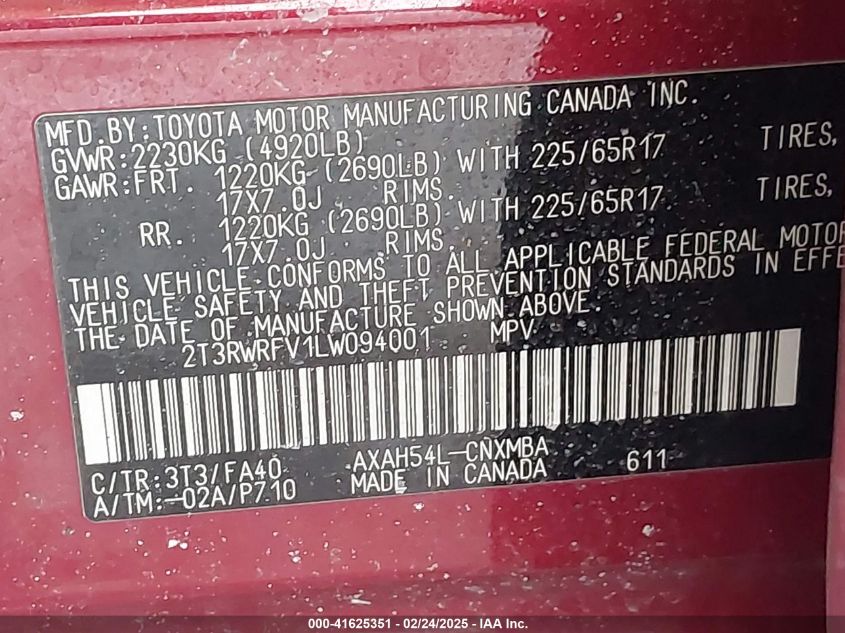 MFD.BY:TOYOTA MOTOR MANUFACTURING CANADA INC.
GVWR:2230KG (4920LB)
GAWR:FRT. 1220KG (2690LB) WITH 225/65R17 TIRES,
17X7.0J RIMS.
RR. 1220KG (2690LB) WITH 225/65R17 TIRES,
17X7.0J RIMS.
THIS VEHICLE CONFORMS TO ALL APPLICABLE FEDERAL MOTOR
VEHICLE SAFETY AND THEFT PREVENTION STANDARDS IN EFFE
THE DATE OF MANUFACTURE SHOWN ABOVE.
2T3RWRFV1LW094001 MPV
C/TR:3T3/FA40 AXAH54L-CNXMBA 611
A/TM:-02A/P710 MADE IN CANADA
000-41625351 - 02/24/2025 - IAA Inc.